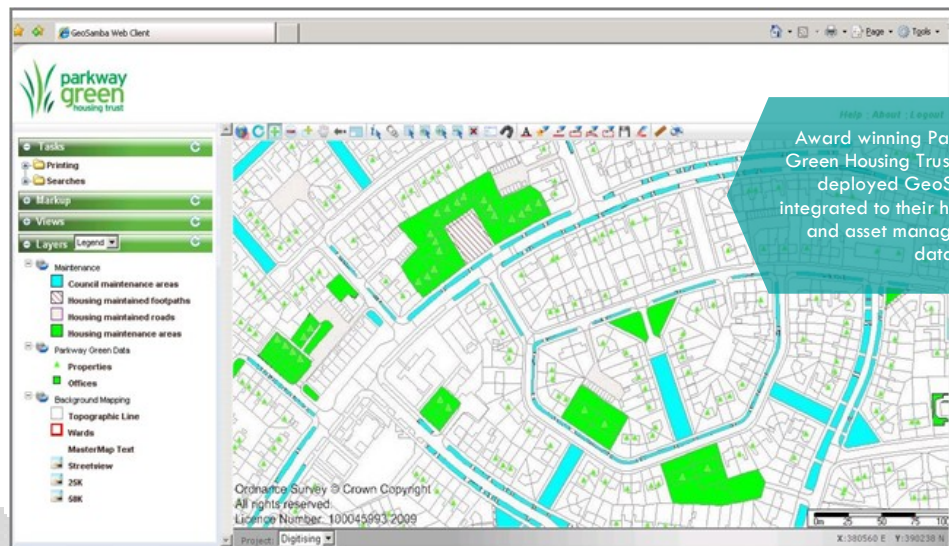 GeoSamba Web Client
Page
Tools
parkway
green
housing trust
Help : About : Logout
Award winning Pa
Green Housing Trus
deployed GeoS
integrated to their h
and asset manag
data
Tasks
Printing
Searches
Markup
Views
Layers Legend
Maintenance
Council maintenance areas
Housing maintained footpaths
Housing maintained roads
Housing maintenance areas
Parkway Green Data
Properties
Offices
Background Mapping
Topographic Line
Wards
MasterMap Text
Streetview
25K
50K
Ordnance Survey © Crown Copyright
All rights reserved
Licence Number. 100045993 2009
0m 25 50 75 100
Project: Digitising
X:380560 E Y:390238 N